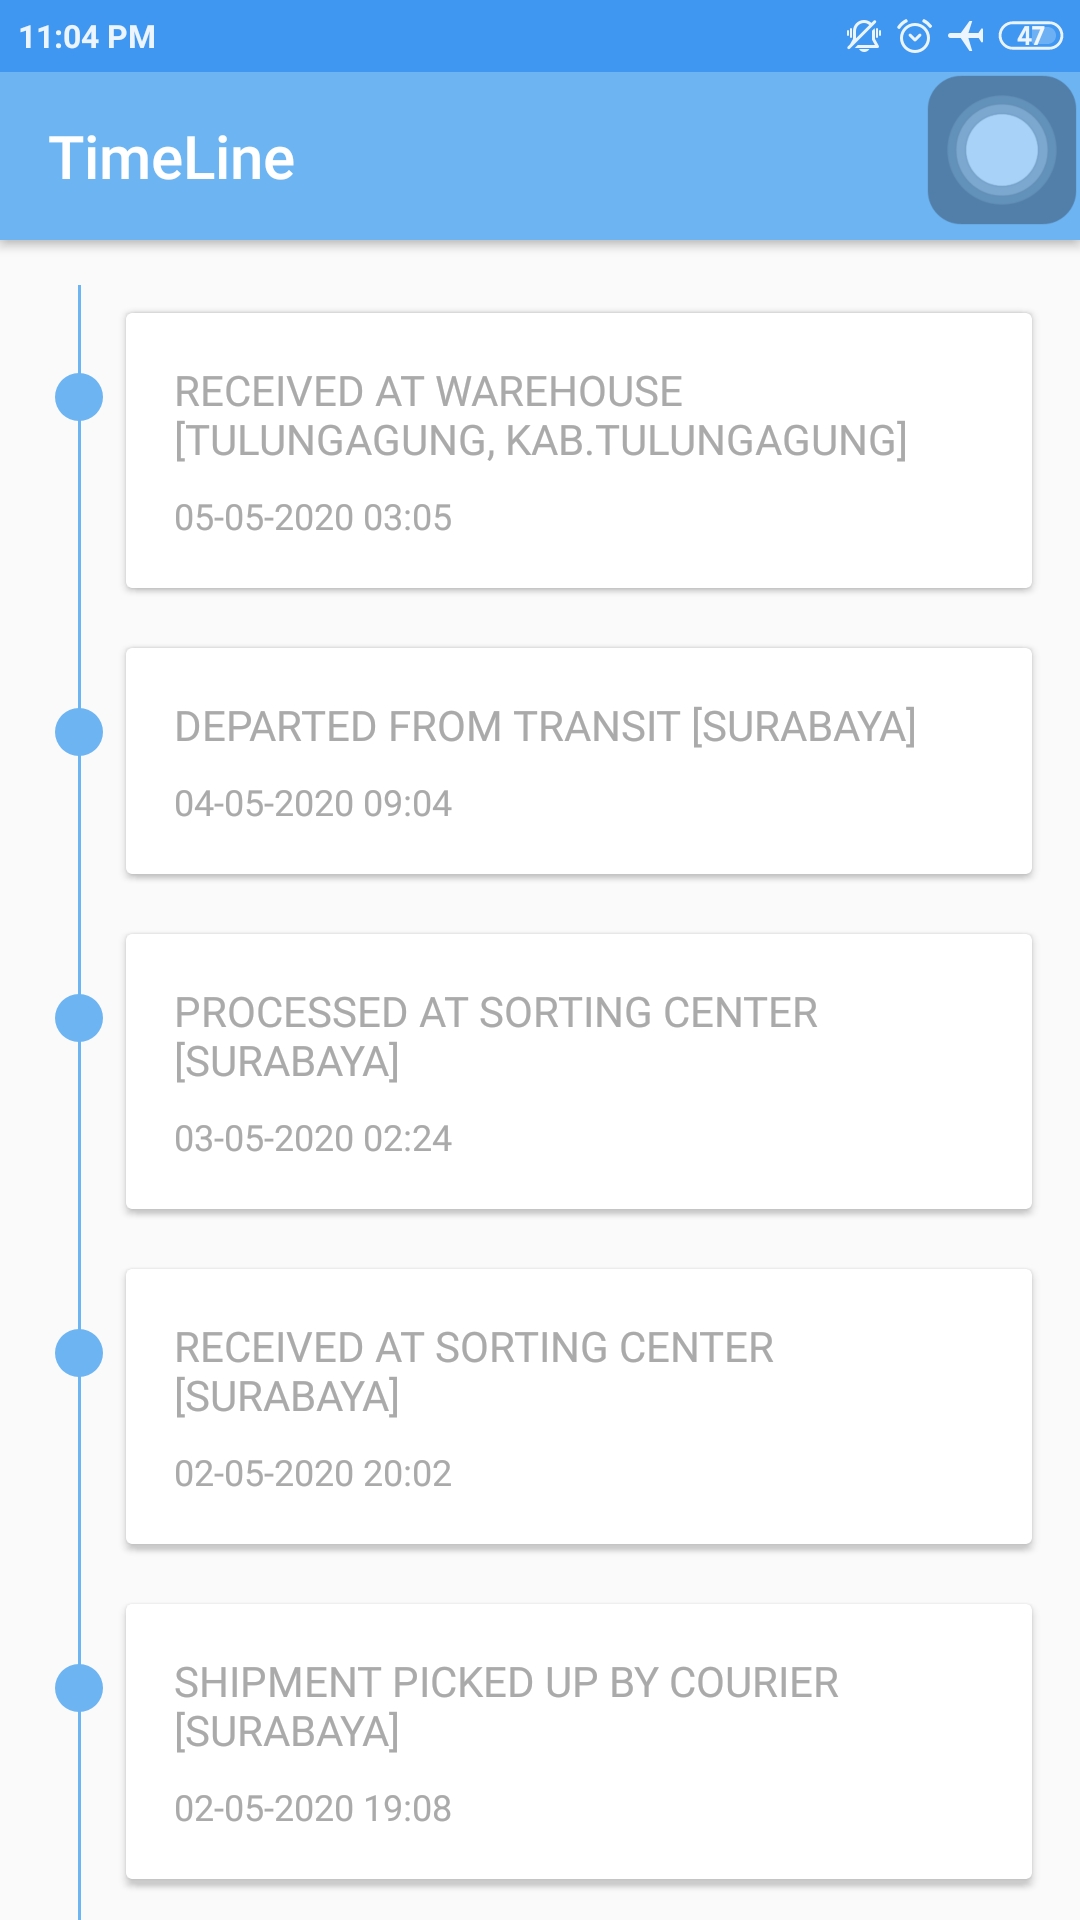 11:04 PM
47
TimeLine
RECEIVED AT WAREHOUSE
[TULUNGAGUNG, KAB.TULUNGAGUNG]
05-05-2020 03:05
DEPARTED FROM TRANSIT [SURABAYA]
04-05-2020 09:04
PROCESSED AT SORTING CENTER
[SURABAYA]
03-05-2020 02:24
RECEIVED AT SORTING CENTER
[SURABAYA]
02-05-2020 20:02
SHIPMENT PICKED UP BY COURIER
[SURABAYA]
02-05-2020 19:08